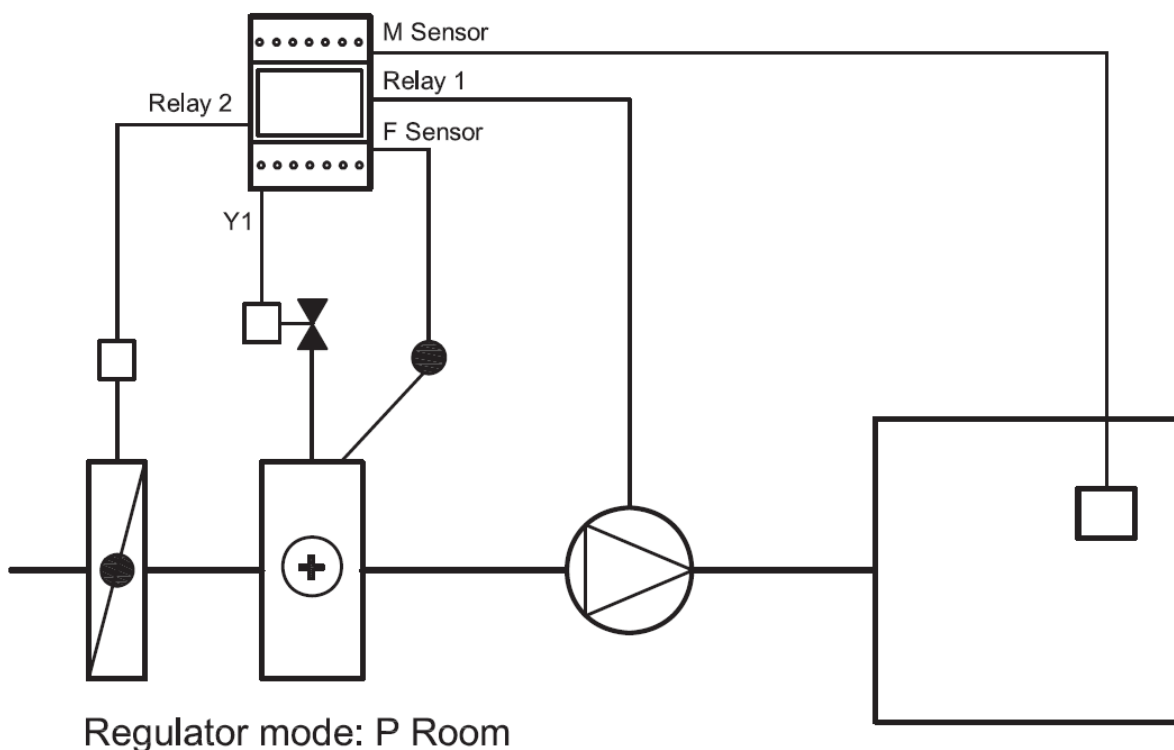 M Sensor
Relay 1
Relay 2
F Sensor
Y1
Regulator mode: P Room